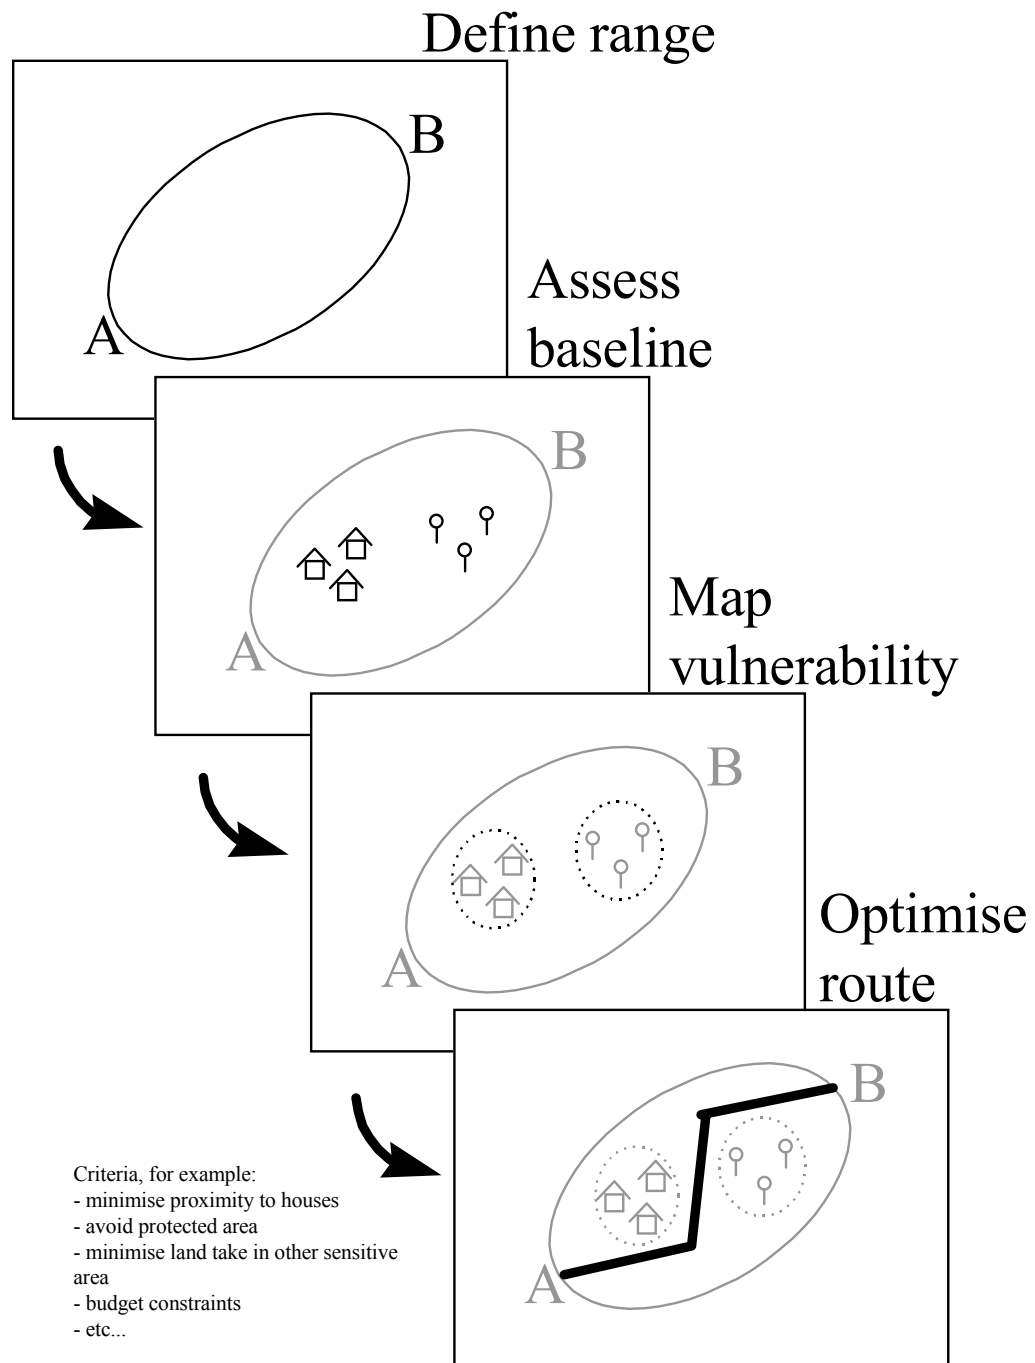 Define range
B
A
Assess
baseline
B
A
Map
vulnerability
B
A
Optimise
route
B
A
Criteria, for example:
- minimise proximity to houses
- avoid protected area
- minimise land take in other sensitive
area
- budget constraints
- etc...